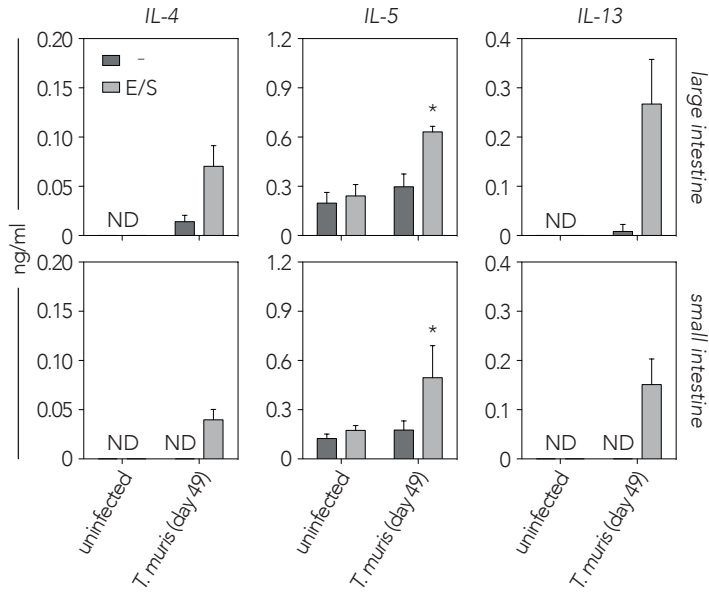 IL-4 IL-5 IL-13
0.20 1.2 0.4
-
E/S
0.15 0.9 0.3
*
0.10 0.6 0.2
0.05 0.3 0.1
ND ND
0 0 0
large intestine
ng/ml
0.20 1.2 0.4
0.15 0.9 0.3
*
0.10 0.6 0.2
0.05 0.3 0.1
ND ND ND ND
0 0 0
small intestine
uninfected T. muris (day 49) uninfected T. muris (day 49) uninfected T. muris (day 49)